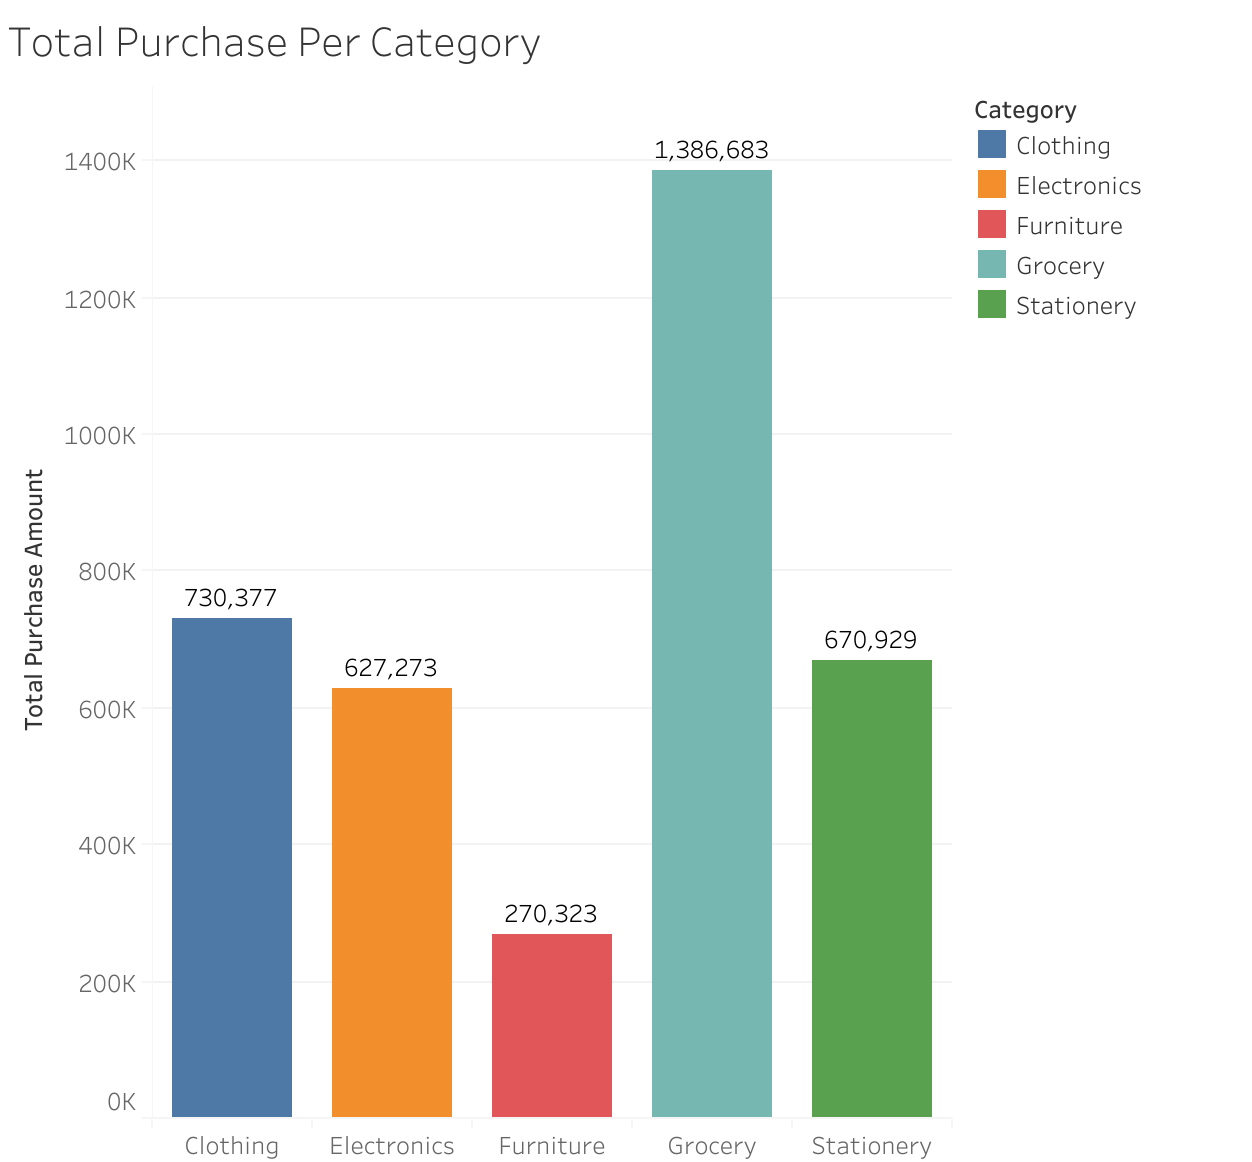 Total Purchase Per Category
Category
Clothing
Electronics
Furniture
Grocery
Stationery
Total Purchase Amount
1400K
1200K
1000K
800K
600K
400K
200K
0K
730,377
627,273
270,323
1,386,683
670,929
Clothing
Electronics
Furniture
Grocery
Stationery